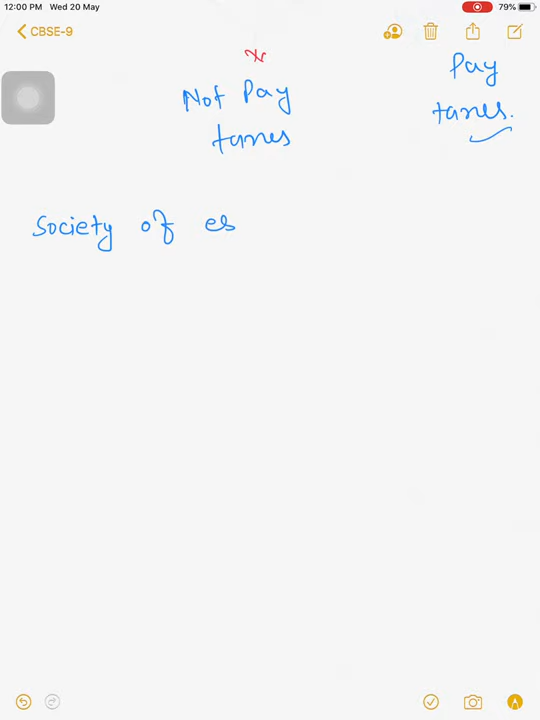 12:00 PM Wed 20 May
79%
CBSE-9
Not Pay
taxes
Pay
taxes.
Society of es